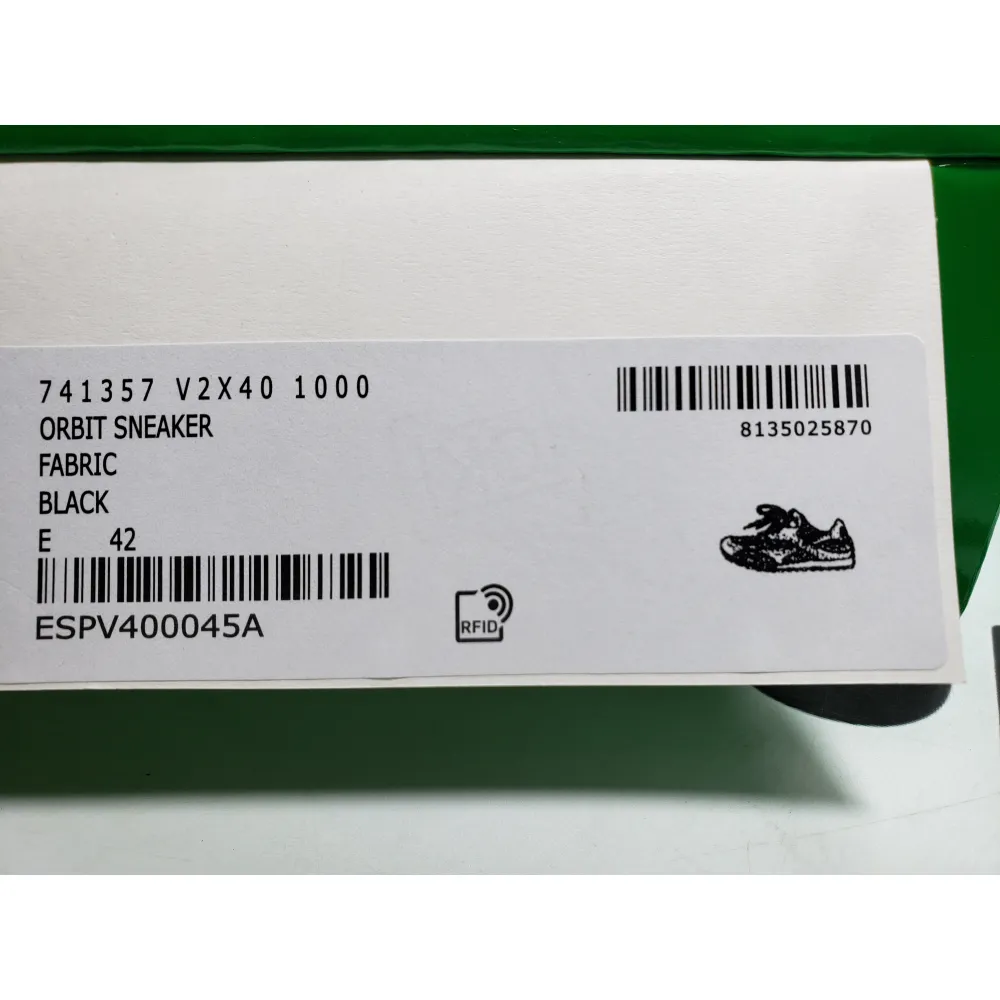 741357 V2X40 1000
ORBIT SNEAKER
FABRIC
BLACK
E 42
ESPV400045A
8135025870
RFID